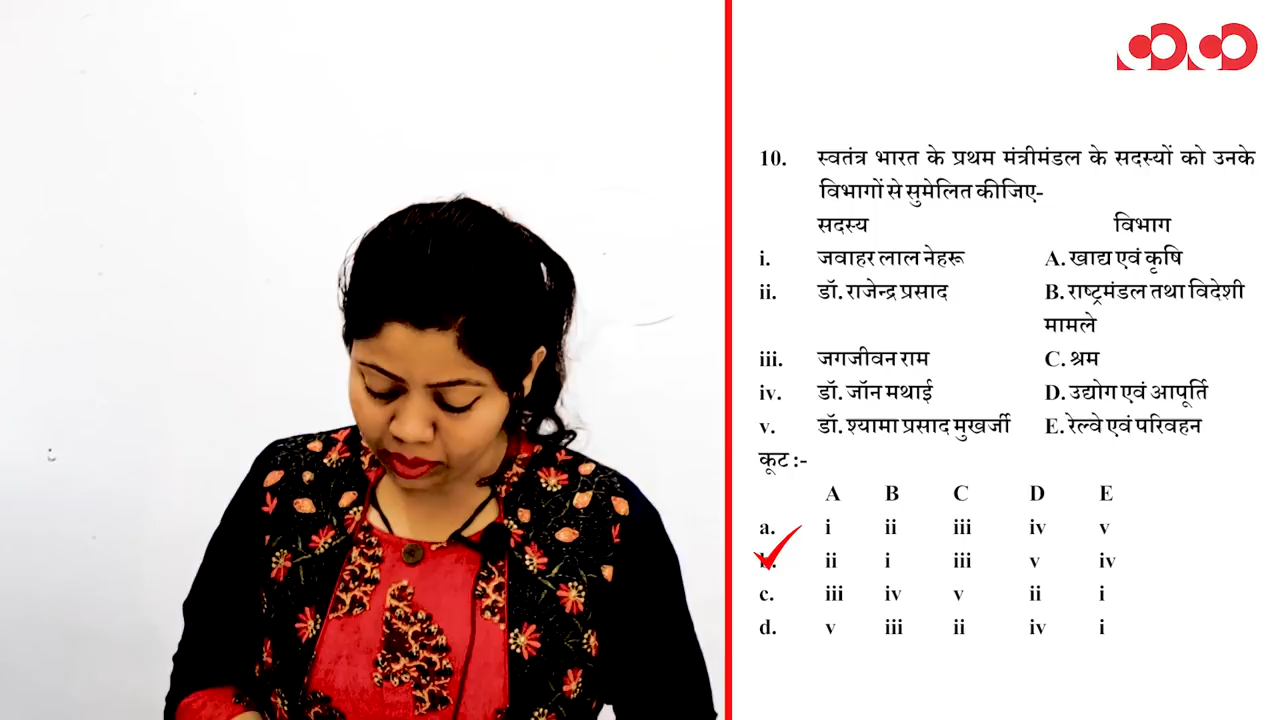 10. स्वतंत्र भारत के प्रथम मंत्रीमंडल के सदस्यों को उनके
विभागों से सुमेलित कीजिए-
सदस्य विभाग
i. जवाहर लाल नेहरू A. खाद्य एवं कृषि
ii. डॉ. राजेन्द्र प्रसाद B. राष्ट्रमंडल तथा विदेशी
मामले
iii. जगजीवन राम C. श्रम
iv. डॉ. जॉन मथाई D. उद्योग एवं आपूर्ति
v. डॉ. श्यामा प्रसाद मुखर्जी E. रेल्वे एवं परिवहन
कूट :-
A B C D E
a. i ii iii iv v
b. ii i iii v iv
c. iii iv v ii i
d. v iii ii iv i